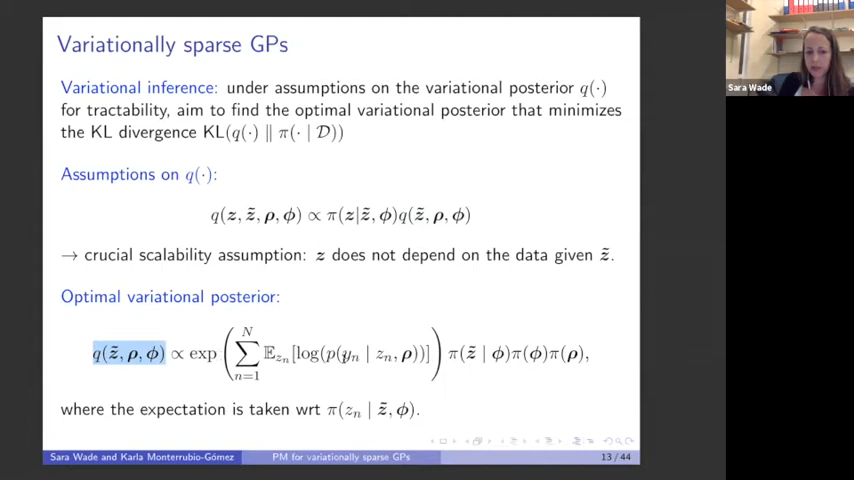 Variationally sparse GPs
Variational inference: under assumptions on the variational posterior q(·)
for tractability, aim to find the optimal variational posterior that minimizes
the KL divergence KL(q(·) ∥ π(· | 𝒟))
Assumptions on q(·):
q(z, z̃, ρ, ϕ) ∝ π(z|z̃, ϕ)q(z̃, ρ, ϕ)
→ crucial scalability assumption: z does not depend on the data given z̃.
Optimal variational posterior:
q(z̃, ρ, ϕ) ∝ exp ( ∑_{n=1}^{N} 𝔼_{z_n}[log(p(y_n | z_n, ρ))] ) π(z̃ | ϕ)π(ϕ)π(ρ),
where the expectation is taken wrt π(z_n | z̃, ϕ).
Sara Wade and Karla Monterrubio-Gómez PM for variationally sparse GPs 13 / 44
Sara Wade